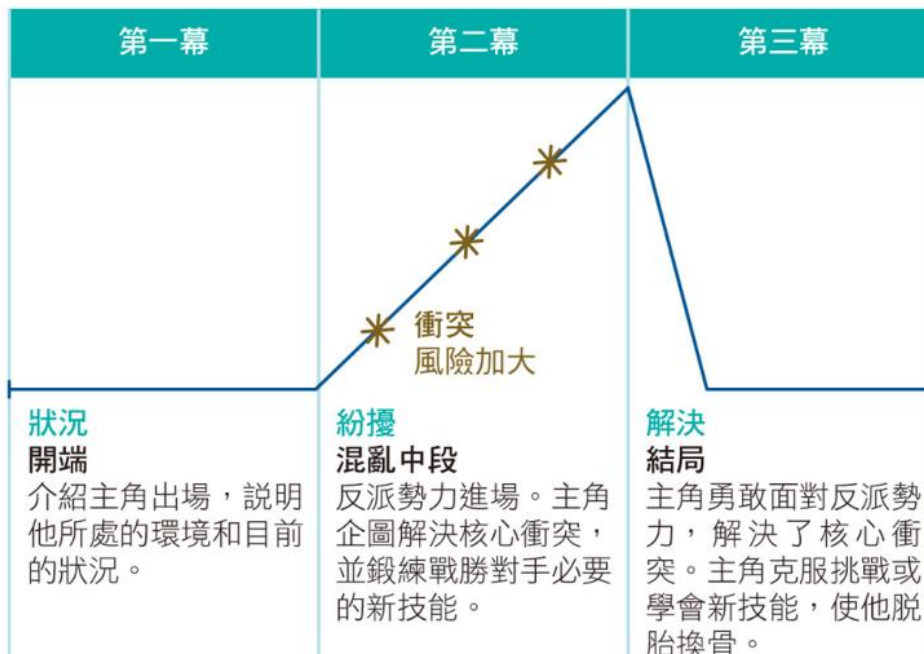 第一幕
第二幕
第三幕
衝突
風險加大
狀況
開端
介紹主角出場，説明
他所處的環境和目前
的狀況。
紛擾
混亂中段
反派勢力進場。主角
企圖解決核心衝突，
並鍛練戰勝對手必要
的新技能。
解決
結局
主角勇敢面對反派勢
力，解決了核心衝
突。主角克服挑戰或
學會新技能，使他脱
胎換骨。